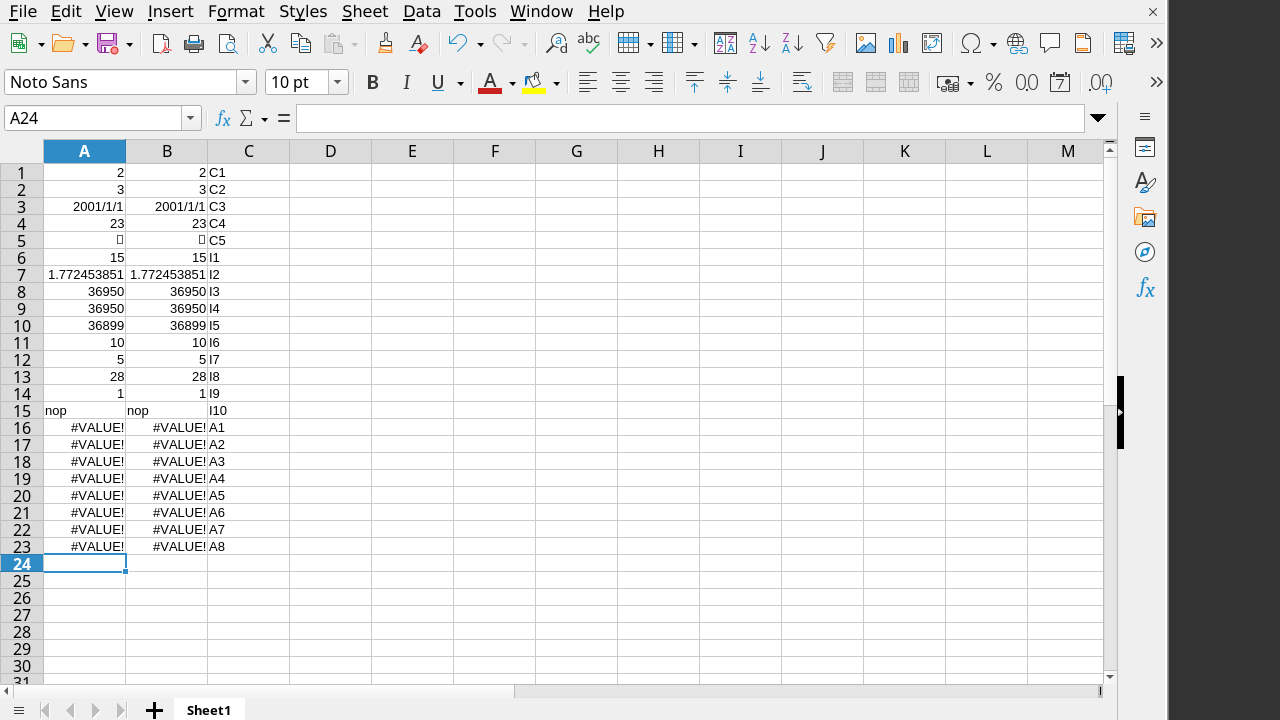 File Edit View Insert Format Styles Sheet Data Tools Window Help
Noto Sans 10 pt
A24
A B C D E F G H I J K L M
1 2 2 C1
2 3 3 C2
3 2001/1/1 2001/1/1 C3
4 23 23 C4
5 C5
6 15 15 I1
7 1.772453851 1.772453851 I2
8 36950 36950 I3
9 36950 36950 I4
10 36899 36899 I5
11 10 10 I6
12 5 5 I7
13 28 28 I8
14 1 1 I9
15 nop nop I10
16 #VALUE! #VALUE! A1
17 #VALUE! #VALUE! A2
18 #VALUE! #VALUE! A3
19 #VALUE! #VALUE! A4
20 #VALUE! #VALUE! A5
21 #VALUE! #VALUE! A6
22 #VALUE! #VALUE! A7
23 #VALUE! #VALUE! A8
24
25
26
27
28
29
30
31
Sheet1